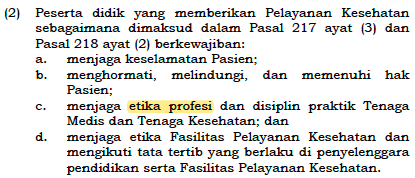 (2) Peserta didik yang memberikan Pelayanan Kesehatan
sebagaimana dimaksud dalam Pasal 217 ayat (3) dan
Pasal 218 ayat (2) berkewajiban:
a. menjaga keselamatan Pasien;
b. menghormati, melindungi, dan memenuhi hak
Pasien;
c. menjaga etika profesi dan disiplin praktik Tenaga
Medis dan Tenaga Kesehatan; dan
d. menjaga etika Fasilitas Pelayanan Kesehatan dan
mengikuti tata tertib yang berlaku di penyelenggara
pendidikan serta Fasilitas Pelayanan Kesehatan.